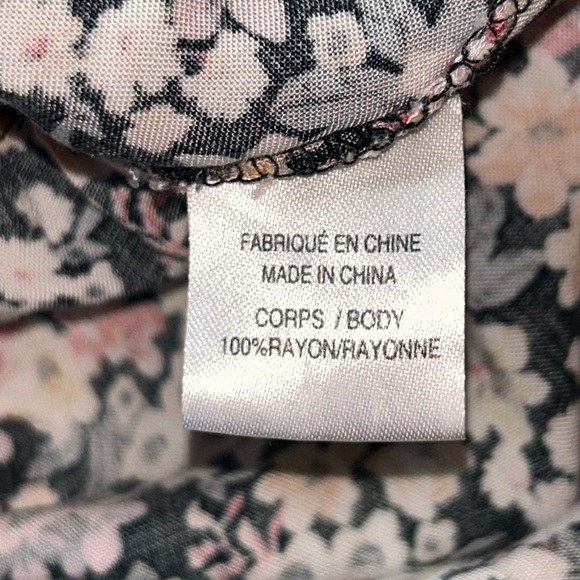 FABRIQUÉ EN CHINE
MADE IN CHINA
CORPS / BODY
100%RAYON/RAYONNE